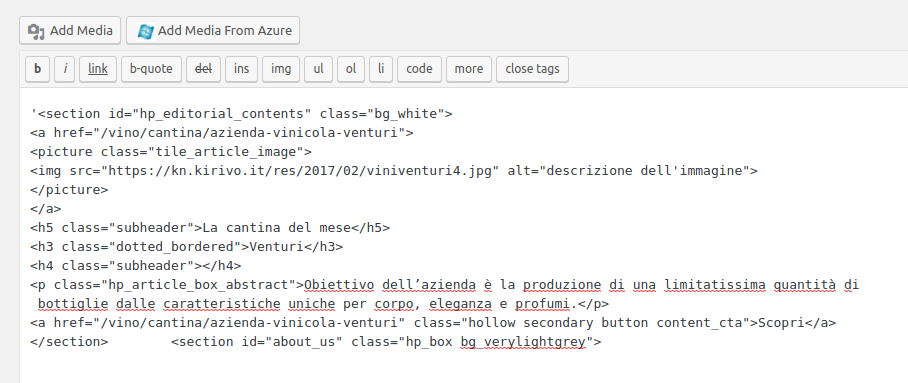 Add Media Add Media From Azure
b i link b-quote del ins img ul ol li code more close tags
'<section id="hp_editorial_contents" class="bg_white">
<a href="/vino/cantina/azienda-vinicola-venturi">
<picture class="tile_article_image">
<img src="https://kn.kirivo.it/res/2017/02/viniventuri4.jpg" alt="descrizione dell'immagine">
</picture>
</a>
<h5 class="subheader">La cantina del mese</h5>
<h3 class="dotted_bordered">Venturi</h3>
<h4 class="subheader"></h4>
<p class="hp_article_box_abstract">Obiettivo dell’azienda è la produzione di una limitatissima quantità di
bottiglie dalle caratteristiche uniche per corpo, eleganza e profumi.</p>
<a href="/vino/cantina/azienda-vinicola-venturi" class="hollow secondary button content_cta">Scopri</a>
</section>        <section id="about_us" class="hp_box bg_verylightgrey">